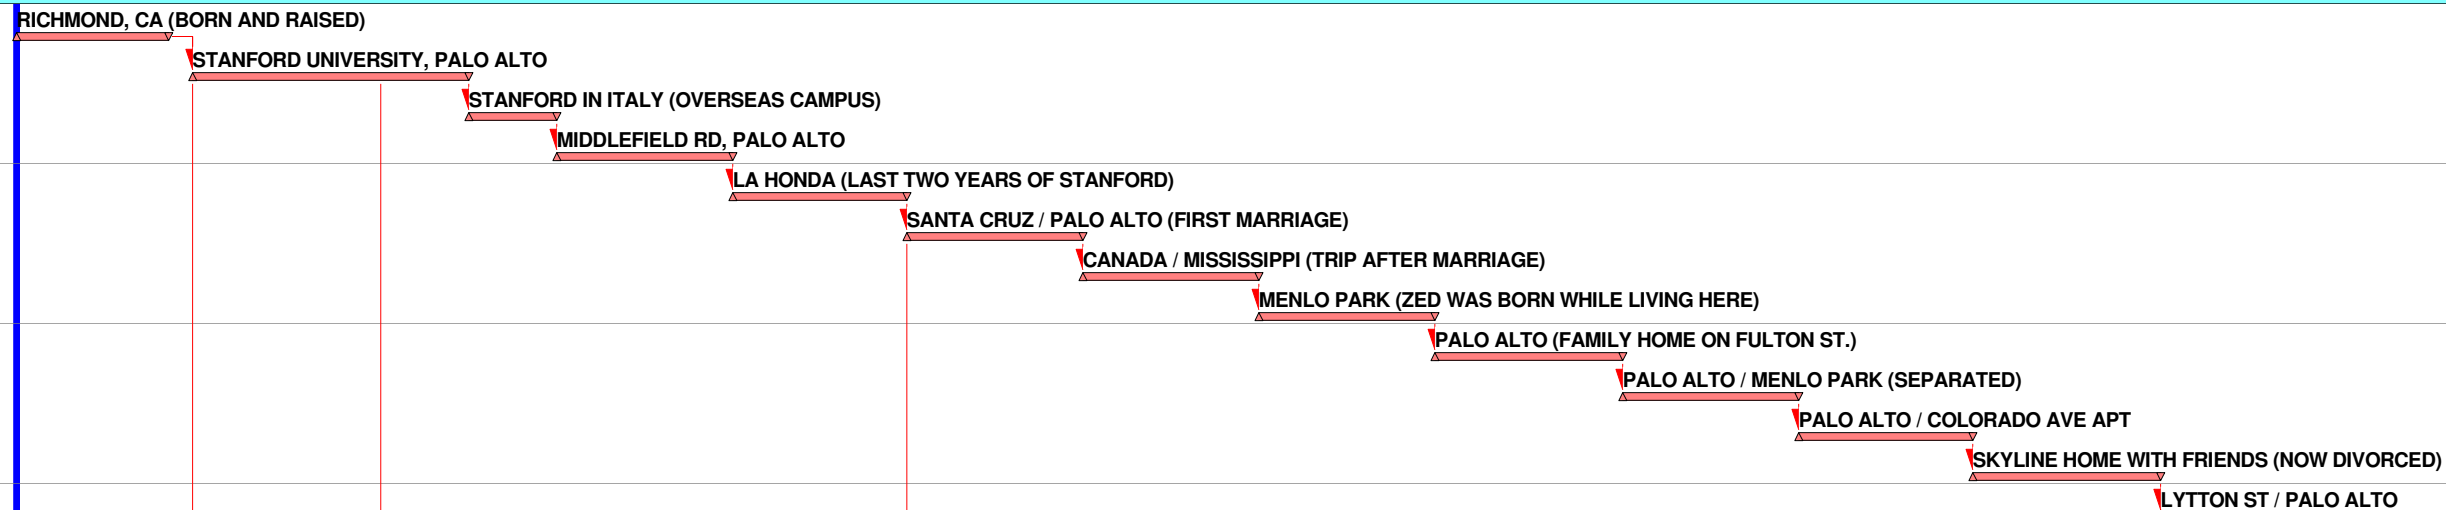 RICHMOND, CA (BORN AND RAISED)
STANFORD UNIVERSITY, PALO ALTO
STANFORD IN ITALY (OVERSEAS CAMPUS)
MIDDLEFIELD RD, PALO ALTO
LA HONDA (LAST TWO YEARS OF STANFORD)
SANTA CRUZ / PALO ALTO (FIRST MARRIAGE)
CANADA / MISSISSIPPI (TRIP AFTER MARRIAGE)
MENLO PARK (ZED WAS BORN WHILE LIVING HERE)
PALO ALTO (FAMILY HOME ON FULTON ST.)
PALO ALTO / MENLO PARK (SEPARATED)
PALO ALTO / COLORADO AVE APT
SKYLINE HOME WITH FRIENDS (NOW DIVORCED)
LYTTON ST / PALO ALTO